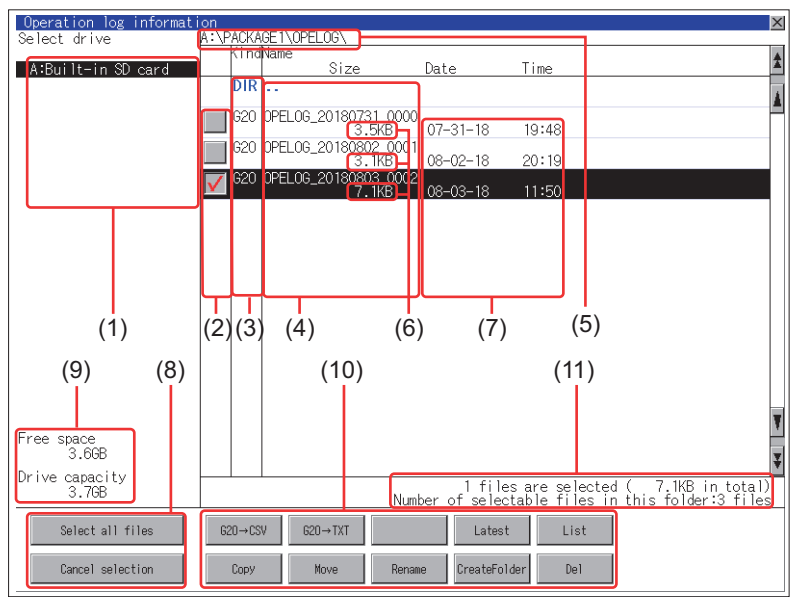 Operation log information
Select drive
A:\PACKAGE1\OPELOG\
Kind Name
Size Date Time
A:Built-in SD card
DIR ..
G20 OPELOG_20180731_0000
3.5KB 07-31-18 19:48
G20 OPELOG_20180802_0001
3.1KB 08-02-18 20:19
G20 OPELOG_20180803_0002
7.1KB 08-03-18 11:50
(1) (2) (3) (4) (6) (7) (5)
(9) (8) (10) (11)
Free space
3.6GB
Drive capacity
3.7GB
1 files are selected ( 7.1KB in total)
Number of selectable files in this folder:3 files
Select all files G20→CSV G20→TXT Latest List
Cancel selection Copy Move Rename CreateFolder Del